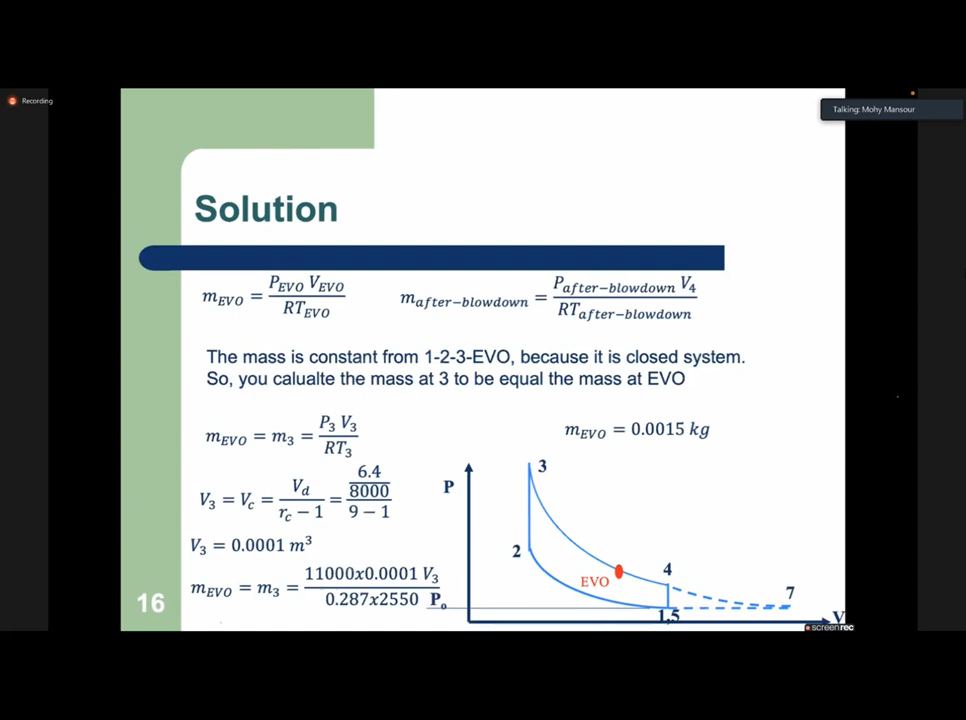 Recording
Talking: Mohy Mansour
Solution
m_EVO = P_EVO V_EVO / RT_EVO
m_after−blowdown = P_after−blowdown V_4 / RT_after−blowdown
The mass is constant from 1-2-3-EVO, because it is closed system.
So, you calualte the mass at 3 to be equal the mass at EVO
m_EVO = m_3 = P_3 V_3 / RT_3
m_EVO = 0.0015 kg
V_3 = V_c = V_d / (r_c − 1) = (6.4 / 8000) / (9 − 1)
V_3 = 0.0001 m³
m_EVO = m_3 = 11000x0.0001 V_3 / 0.287x2550
P
3
2
EVO
4
7
P_o
1,5
V
16
screenrec